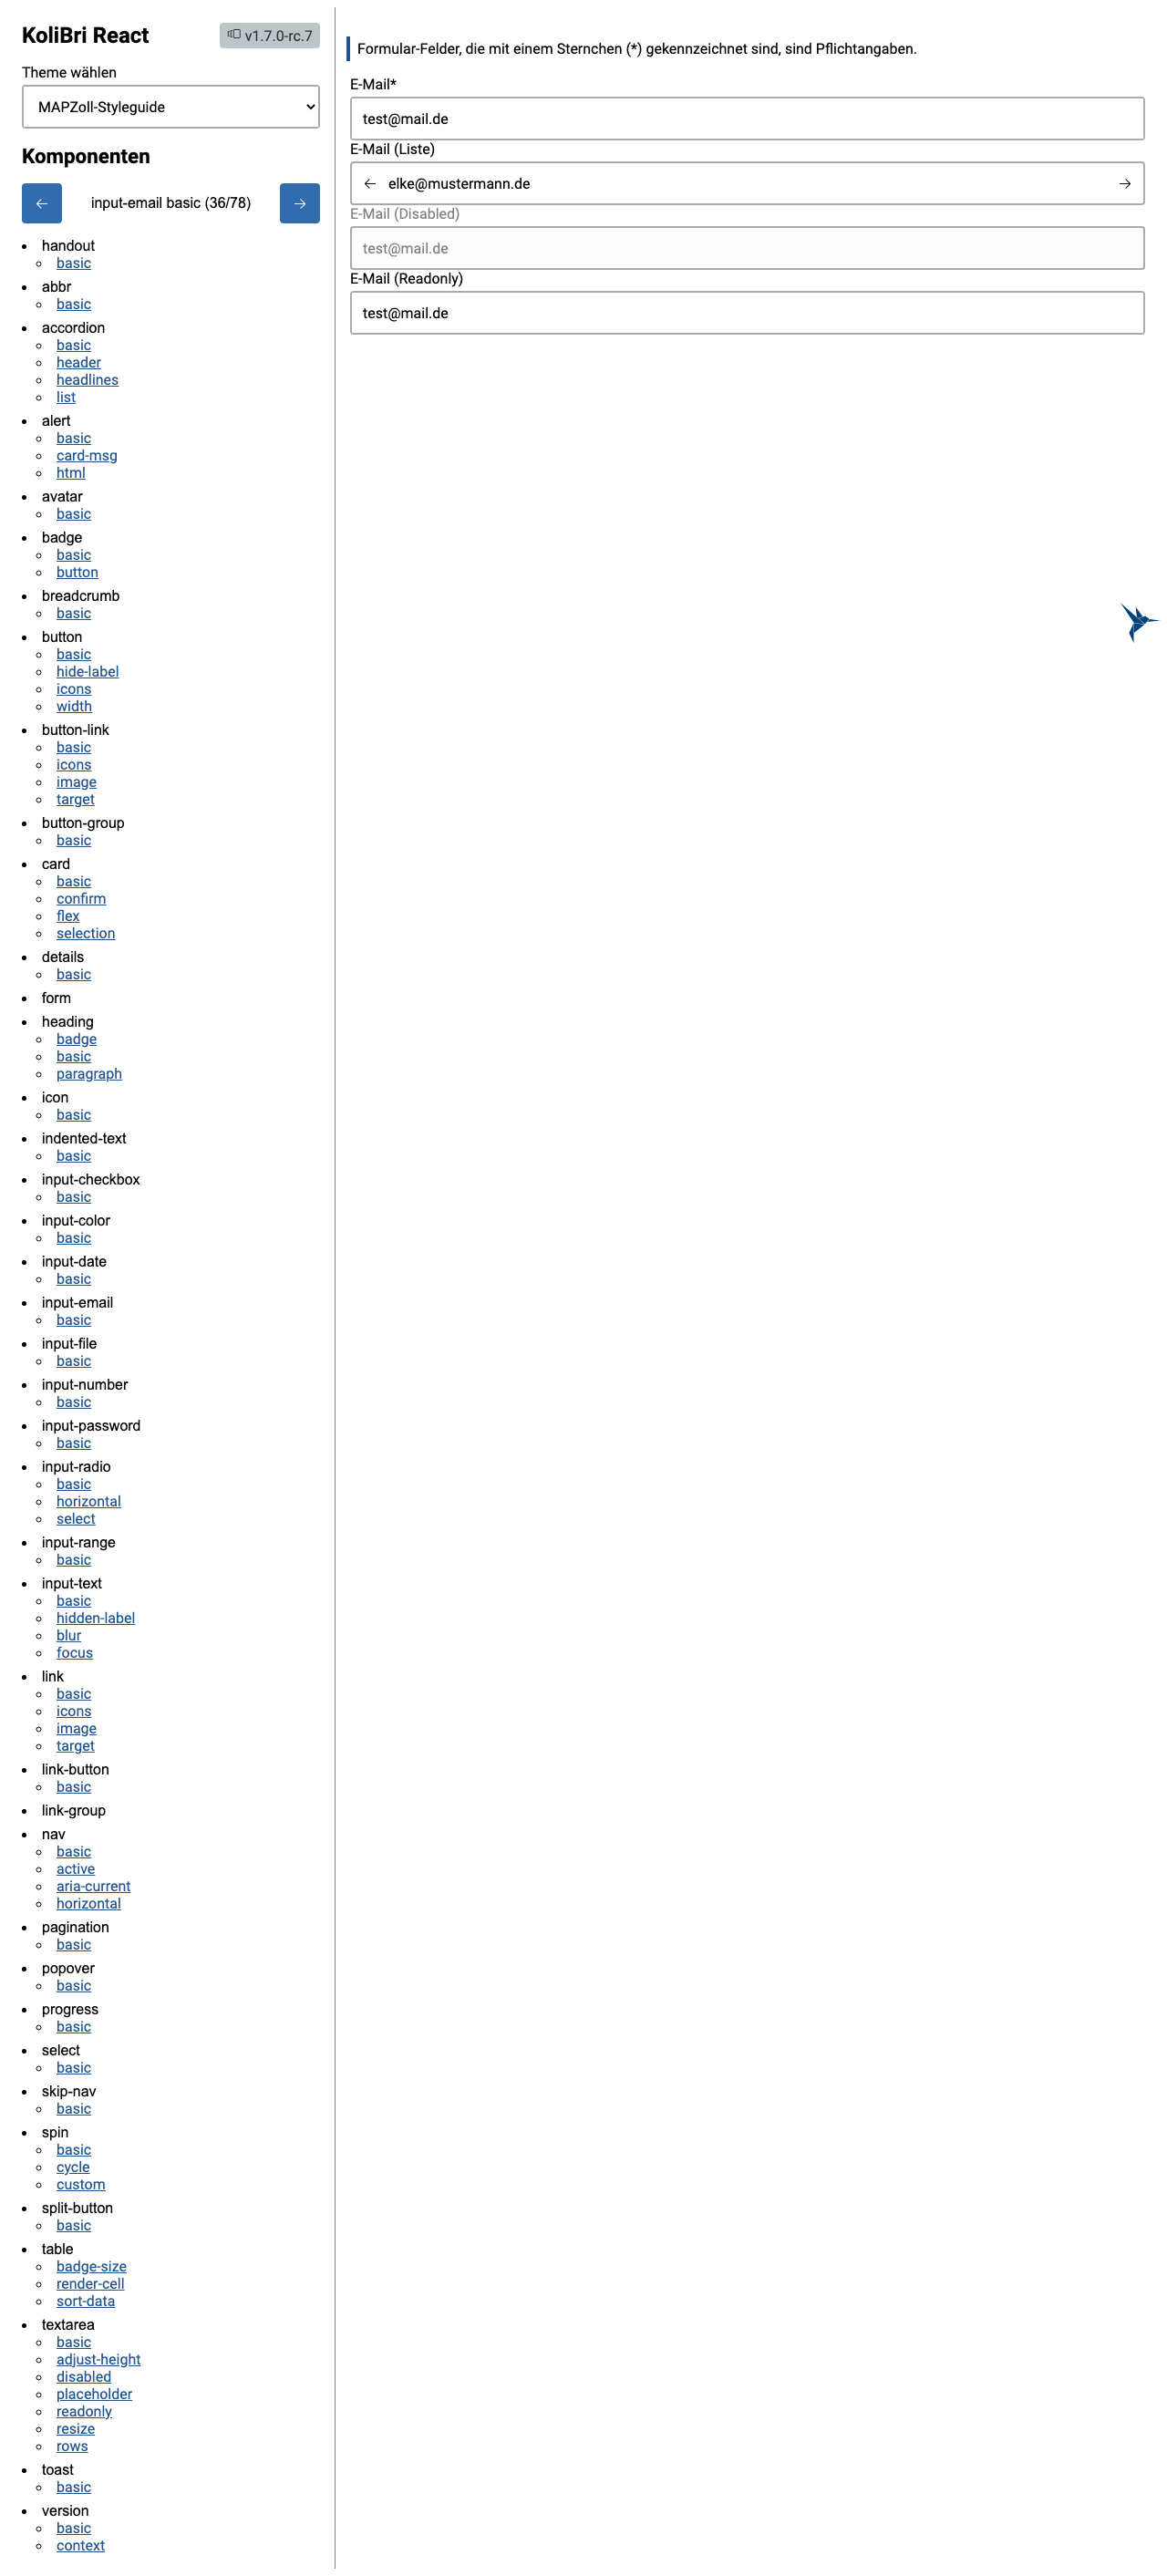 KoliBri React
v1.7.0-rc.7
Theme wählen
MAPZoll-Styleguide
Komponenten
← input-email basic (36/78) →
handout
basic
abbr
basic
accordion
basic
header
headlines
list
alert
basic
card-msg
html
avatar
basic
badge
basic
button
breadcrumb
basic
button
basic
hide-label
icons
width
button-link
basic
icons
image
target
button-group
basic
card
basic
confirm
flex
selection
details
basic
form
heading
badge
basic
paragraph
icon
basic
indented-text
basic
input-checkbox
basic
input-color
basic
input-date
basic
input-email
basic
input-file
basic
input-number
basic
input-password
basic
input-radio
basic
horizontal
select
input-range
basic
input-text
basic
hidden-label
blur
focus
link
basic
icons
image
target
link-button
basic
link-group
nav
basic
active
aria-current
horizontal
pagination
basic
popover
basic
progress
basic
select
basic
skip-nav
basic
spin
basic
cycle
custom
split-button
basic
table
badge-size
render-cell
sort-data
textarea
basic
adjust-height
disabled
placeholder
readonly
resize
rows
toast
basic
version
basic
context
Formular-Felder, die mit einem Sternchen (*) gekennzeichnet sind, sind Pflichtangaben.
E-Mail*
test@mail.de
E-Mail (Liste)
← elke@mustermann.de →
E-Mail (Disabled)
test@mail.de
E-Mail (Readonly)
test@mail.de